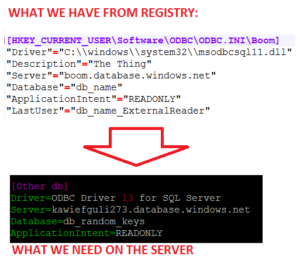 WHAT WE HAVE FROM REGISTRY:
[HKEY_CURRENT_USER\Software\ODBC\ODBC.INI\Boom]
"Driver"="C:\\windows\\system32\\msodbcsql11.dll"
"Description"="The Thing"
"Server"="boom.database.windows.net"
"Database"="db_name"
"ApplicationIntent"="READONLY"
"LastUser"="db_name_ExternalReader"
[Other db]
Driver=ODBC Driver 13 for SQL Server
Server=kawiefguli273.database.windows.net
Database=db_random_keys
ApplicationIntent=READONLY
WHAT WE NEED ON THE SERVER